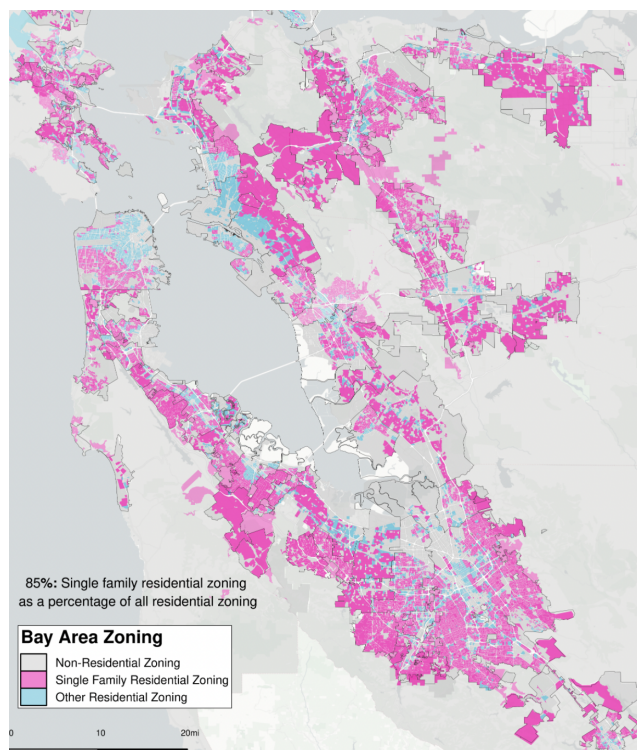 85%: Single family residential zoning
as a percentage of all residential zoning
Bay Area Zoning
Non-Residential Zoning
Single Family Residential Zoning
Other Residential Zoning
0 10 20mi